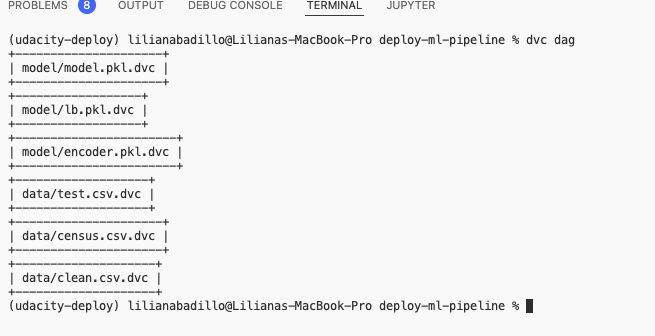 PROBLEMS 8 OUTPUT DEBUG CONSOLE TERMINAL JUPYTER
(udacity-deploy) lilianabadillo@Lilianas-MacBook-Pro deploy-ml-pipeline % dvc dag
+----------------------+
| model/model.pkl.dvc |
+----------------------+
+-------------------+
| model/lb.pkl.dvc |
+-------------------+
+------------------------+
| model/encoder.pkl.dvc |
+------------------------+
+--------------------+
| data/test.csv.dvc |
+--------------------+
+----------------------+
| data/census.csv.dvc |
+----------------------+
+---------------------+
| data/clean.csv.dvc |
+---------------------+
(udacity-deploy) lilianabadillo@Lilianas-MacBook-Pro deploy-ml-pipeline %